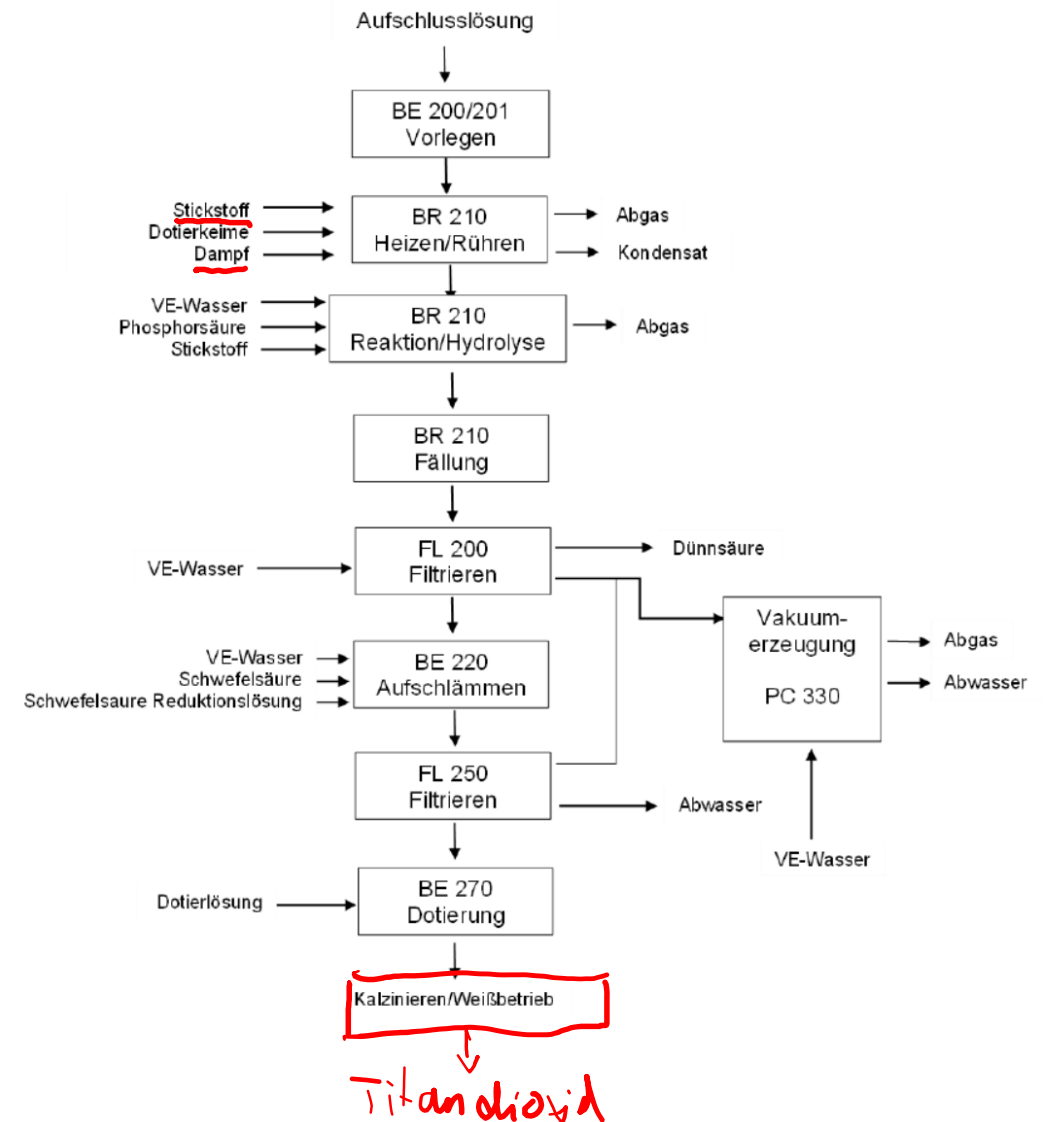 Aufschlusslösung
BE 200/201
Vorlegen
Stickstoff
Dotierkeime
Dampf
BR 210
Heizen/Rühren
Abgas
Kondensat
VE-Wasser
Phosphorsäure
Stickstoff
BR 210
Reaktion/Hydrolyse
Abgas
BR 210
Fällung
VE-Wasser
FL 200
Filtrieren
Dünnsäure
Vakuum-
erzeugung
PC 330
Abgas
Abwasser
VE-Wasser
VE-Wasser
Schwefelsäure
Schwefelsaure Reduktionslösung
BE 220
Aufschlämmen
FL 250
Filtrieren
Abwasser
Dotierlösung
BE 270
Dotierung
Kalzinieren/Weißbetrieb
Titandioxid